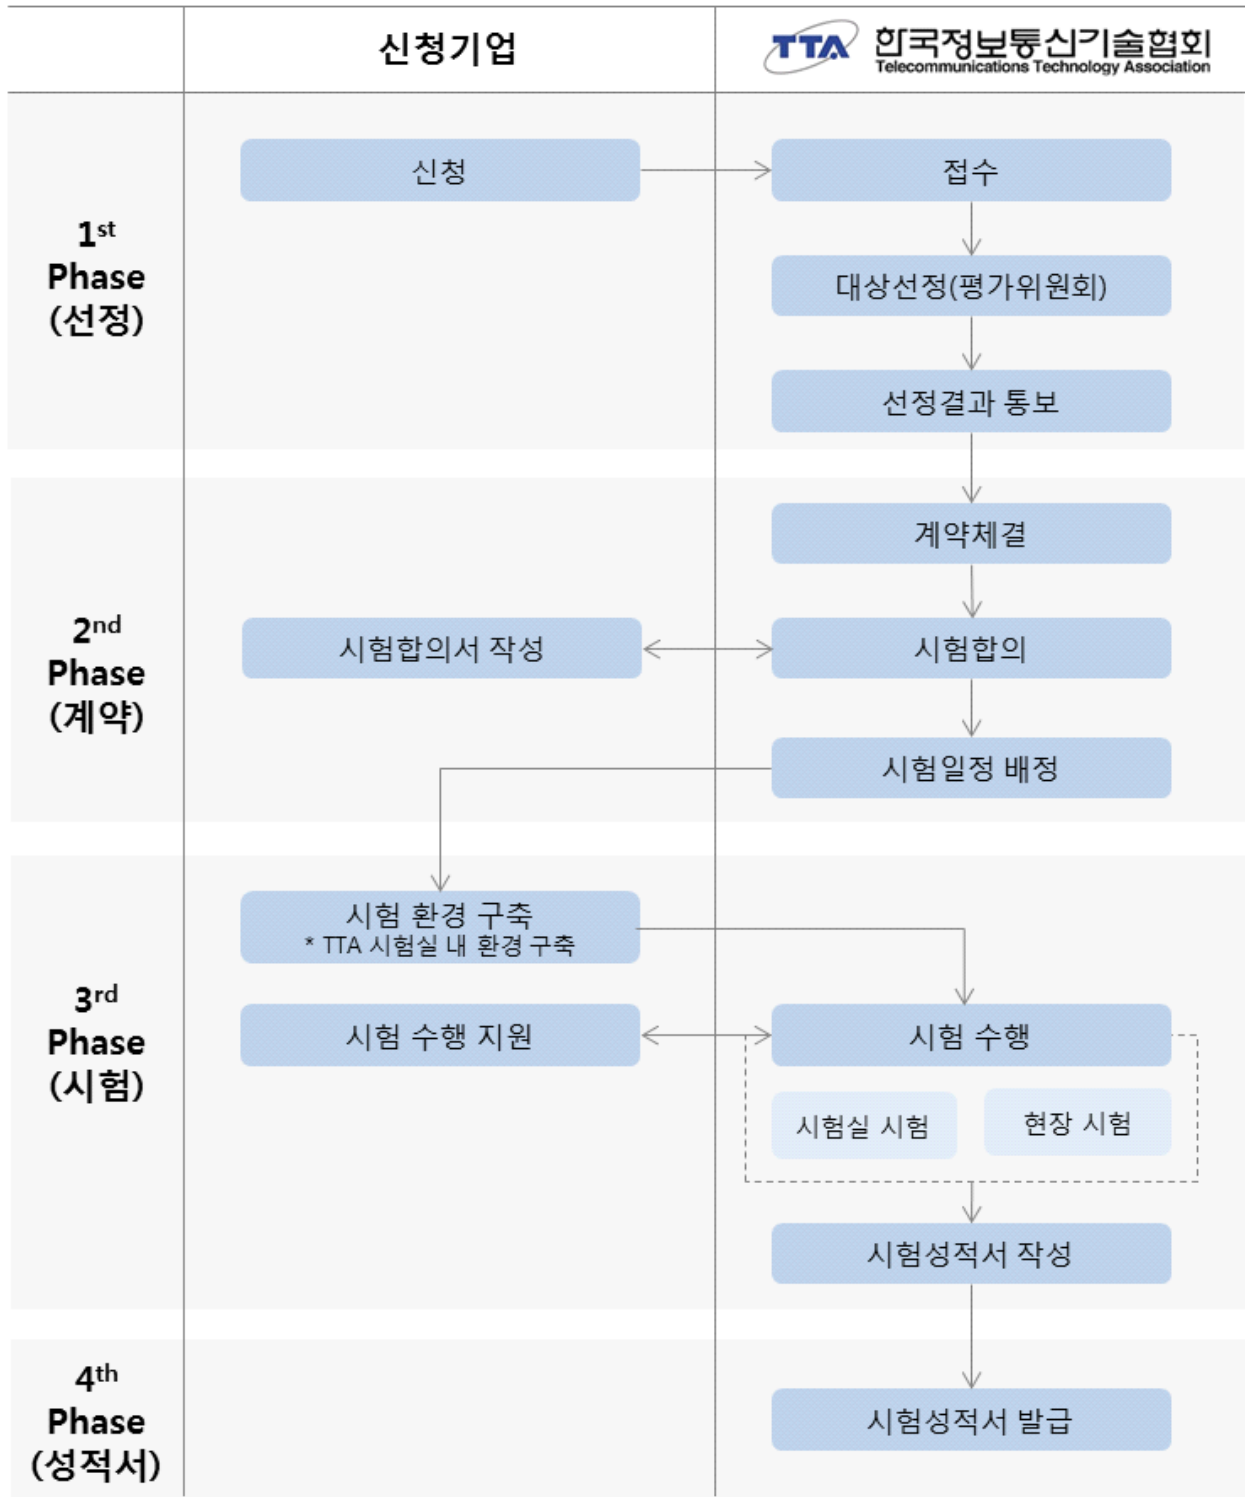 신청기업
TTA 한국정보통신기술협회
Telecommunications Technology Association
1st
Phase
(선정)
신청
접수
대상선정(평가위원회)
선정결과 통보
2nd
Phase
(계약)
계약체결
시험합의서 작성
시험합의
시험일정 배정
3rd
Phase
(시험)
시험 환경 구축
* TTA 시험실 내 환경 구축
시험 수행 지원
시험 수행
시험실 시험
현장 시험
시험성적서 작성
4th
Phase
(성적서)
시험성적서 발급